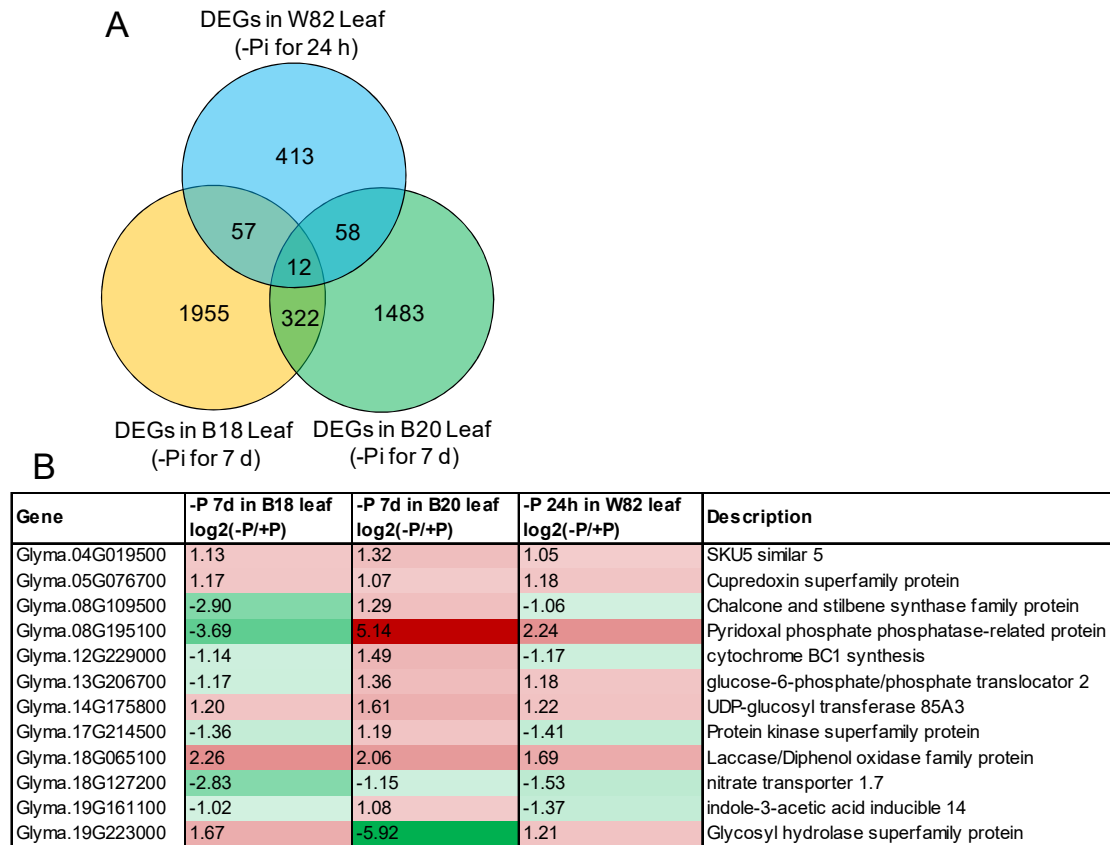 A
DEGs in W82 Leaf
(-Pi for 24 h)
413
57
58
12
1955
322
1483
DEGs in B18 Leaf
(-Pi for 7 d)
DEGs in B20 Leaf
(-Pi for 7 d)
B
Gene -P 7d in B18 leaf log2(-P/+P) -P 7d in B20 leaf log2(-P/+P) -P 24h in W82 leaf log2(-P/+P) Description
Glyma.04G019500 1.13 1.32 1.05 SKU5 similar 5
Glyma.05G076700 1.17 1.07 1.18 Cupredoxin superfamily protein
Glyma.08G109500 -2.90 1.29 -1.06 Chalcone and stilbene synthase family protein
Glyma.08G195100 -3.69 5.14 2.24 Pyridoxal phosphate phosphatase-related protein
Glyma.12G229000 -1.14 1.49 -1.17 cytochrome BC1 synthesis
Glyma.13G206700 -1.17 1.36 1.18 glucose-6-phosphate/phosphate translocator 2
Glyma.14G175800 1.20 1.61 1.22 UDP-glucosyl transferase 85A3
Glyma.17G214500 -1.36 1.19 -1.41 Protein kinase superfamily protein
Glyma.18G065100 2.26 2.06 1.69 Laccase/Diphenol oxidase family protein
Glyma.18G127200 -2.83 -1.15 -1.53 nitrate transporter 1.7
Glyma.19G161100 -1.02 1.08 -1.37 indole-3-acetic acid inducible 14
Glyma.19G223000 1.67 -5.92 1.21 Glycosyl hydrolase superfamily protein